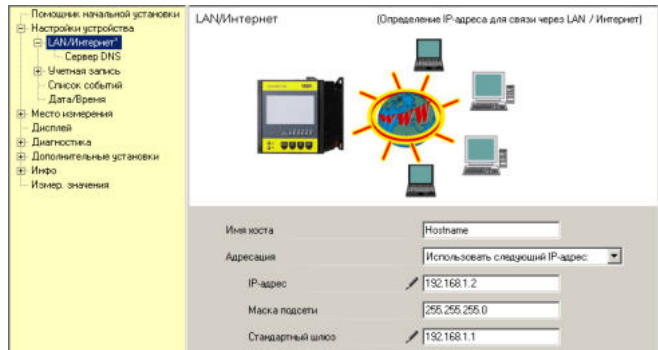 Помощник начальной установки
Настройки устройства
LAN/Интернет*
Сервер DNS
Учетная запись
Список событий
Дата/Время
Место измерения
Дисплей
Диагностика
Дополнительные установки
Инфо
Измер. значения
LAN/Интернет
(Определение IP-адреса для связи через LAN / Интернет)
WWW
Имя хоста
Hostname
Адресация
Использовать следующий IP-адрес:
IP-адрес
192.168.1.2
Маска подсети
255.255.255.0
Стандартный шлюз
192.168.1.1